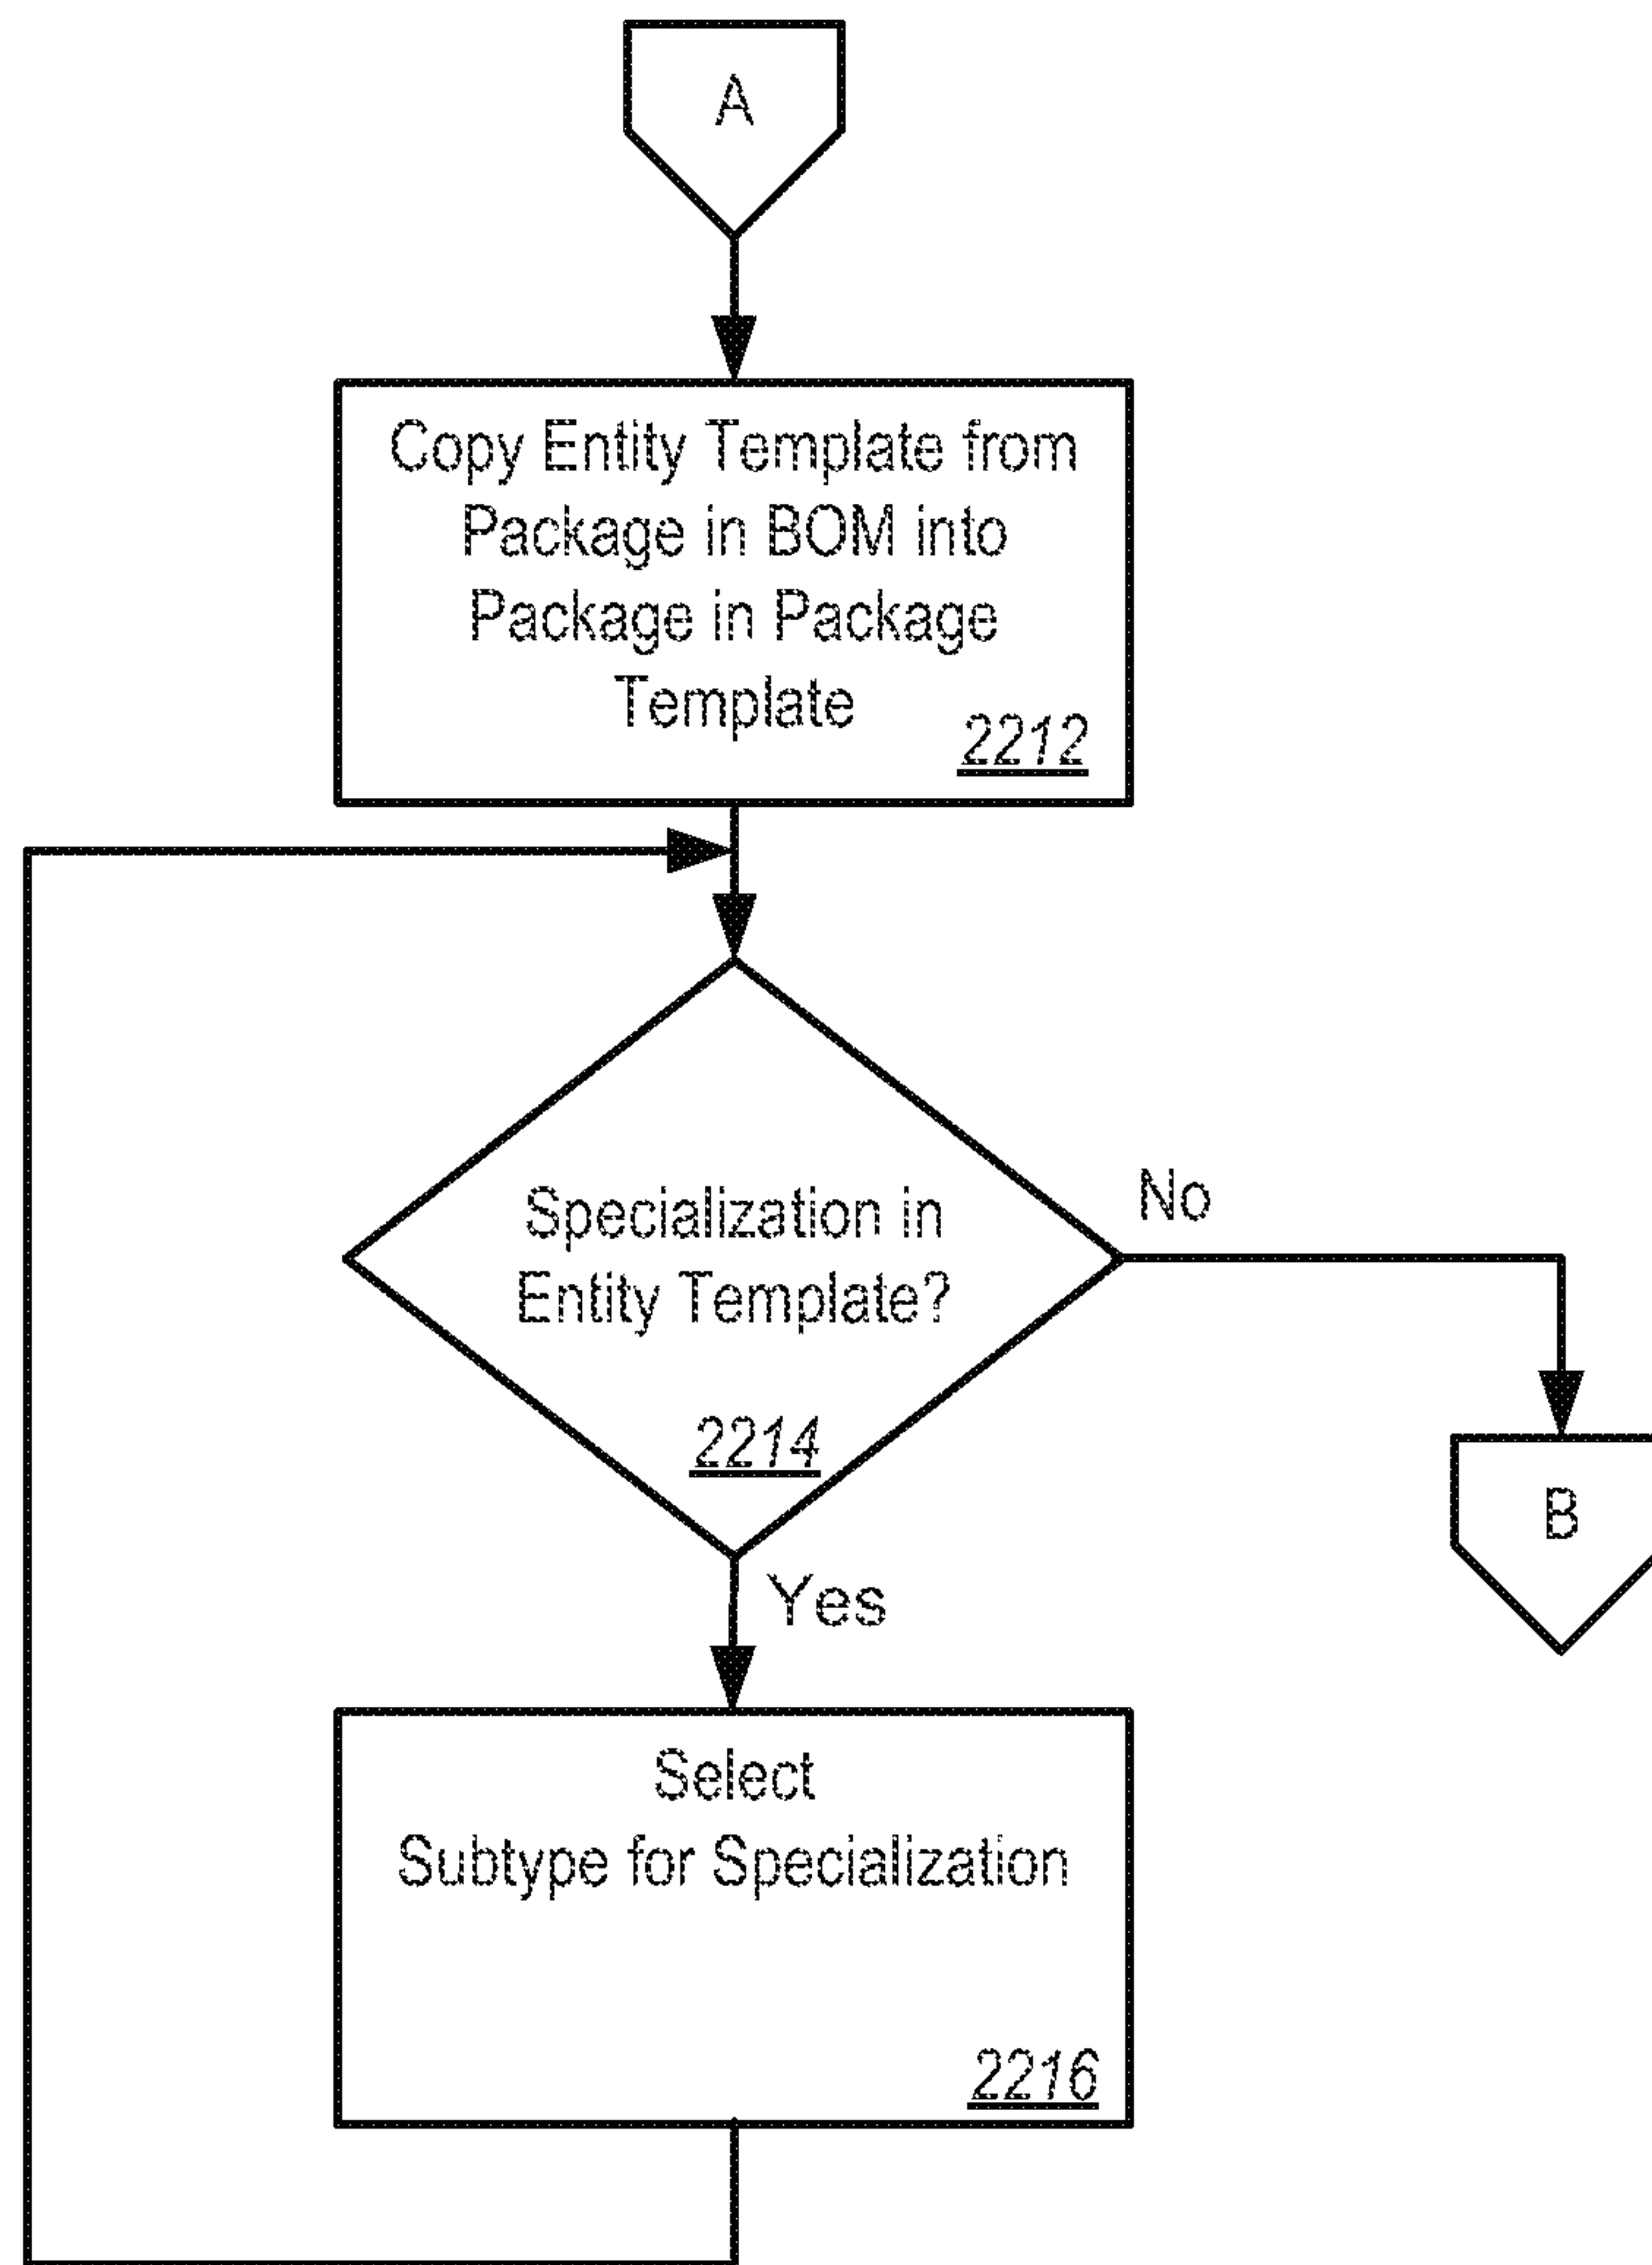 A
Copy Entity Template from
Package in BOM into
Package in Package
Template
2212
Specialization in
Entity Template?
2214
No
B
Yes
Select
Subtype for Specialization
2216